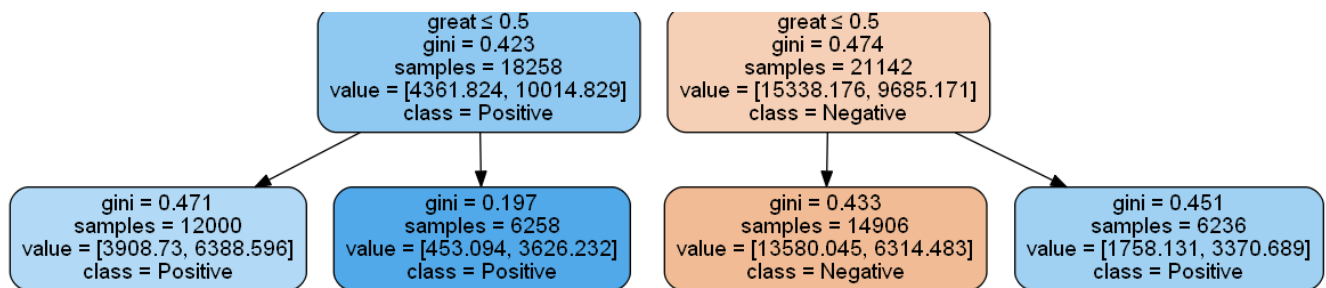 great ≤ 0.5
gini = 0.423
samples = 18258
value = [4361.824, 10014.829]
class = Positive
great ≤ 0.5
gini = 0.474
samples = 21142
value = [15338.176, 9685.171]
class = Negative
gini = 0.471
samples = 12000
value = [3908.73, 6388.596]
class = Positive
gini = 0.197
samples = 6258
value = [453.094, 3626.232]
class = Positive
gini = 0.433
samples = 14906
value = [13580.045, 6314.483]
class = Negative
gini = 0.451
samples = 6236
value = [1758.131, 3370.689]
class = Positive